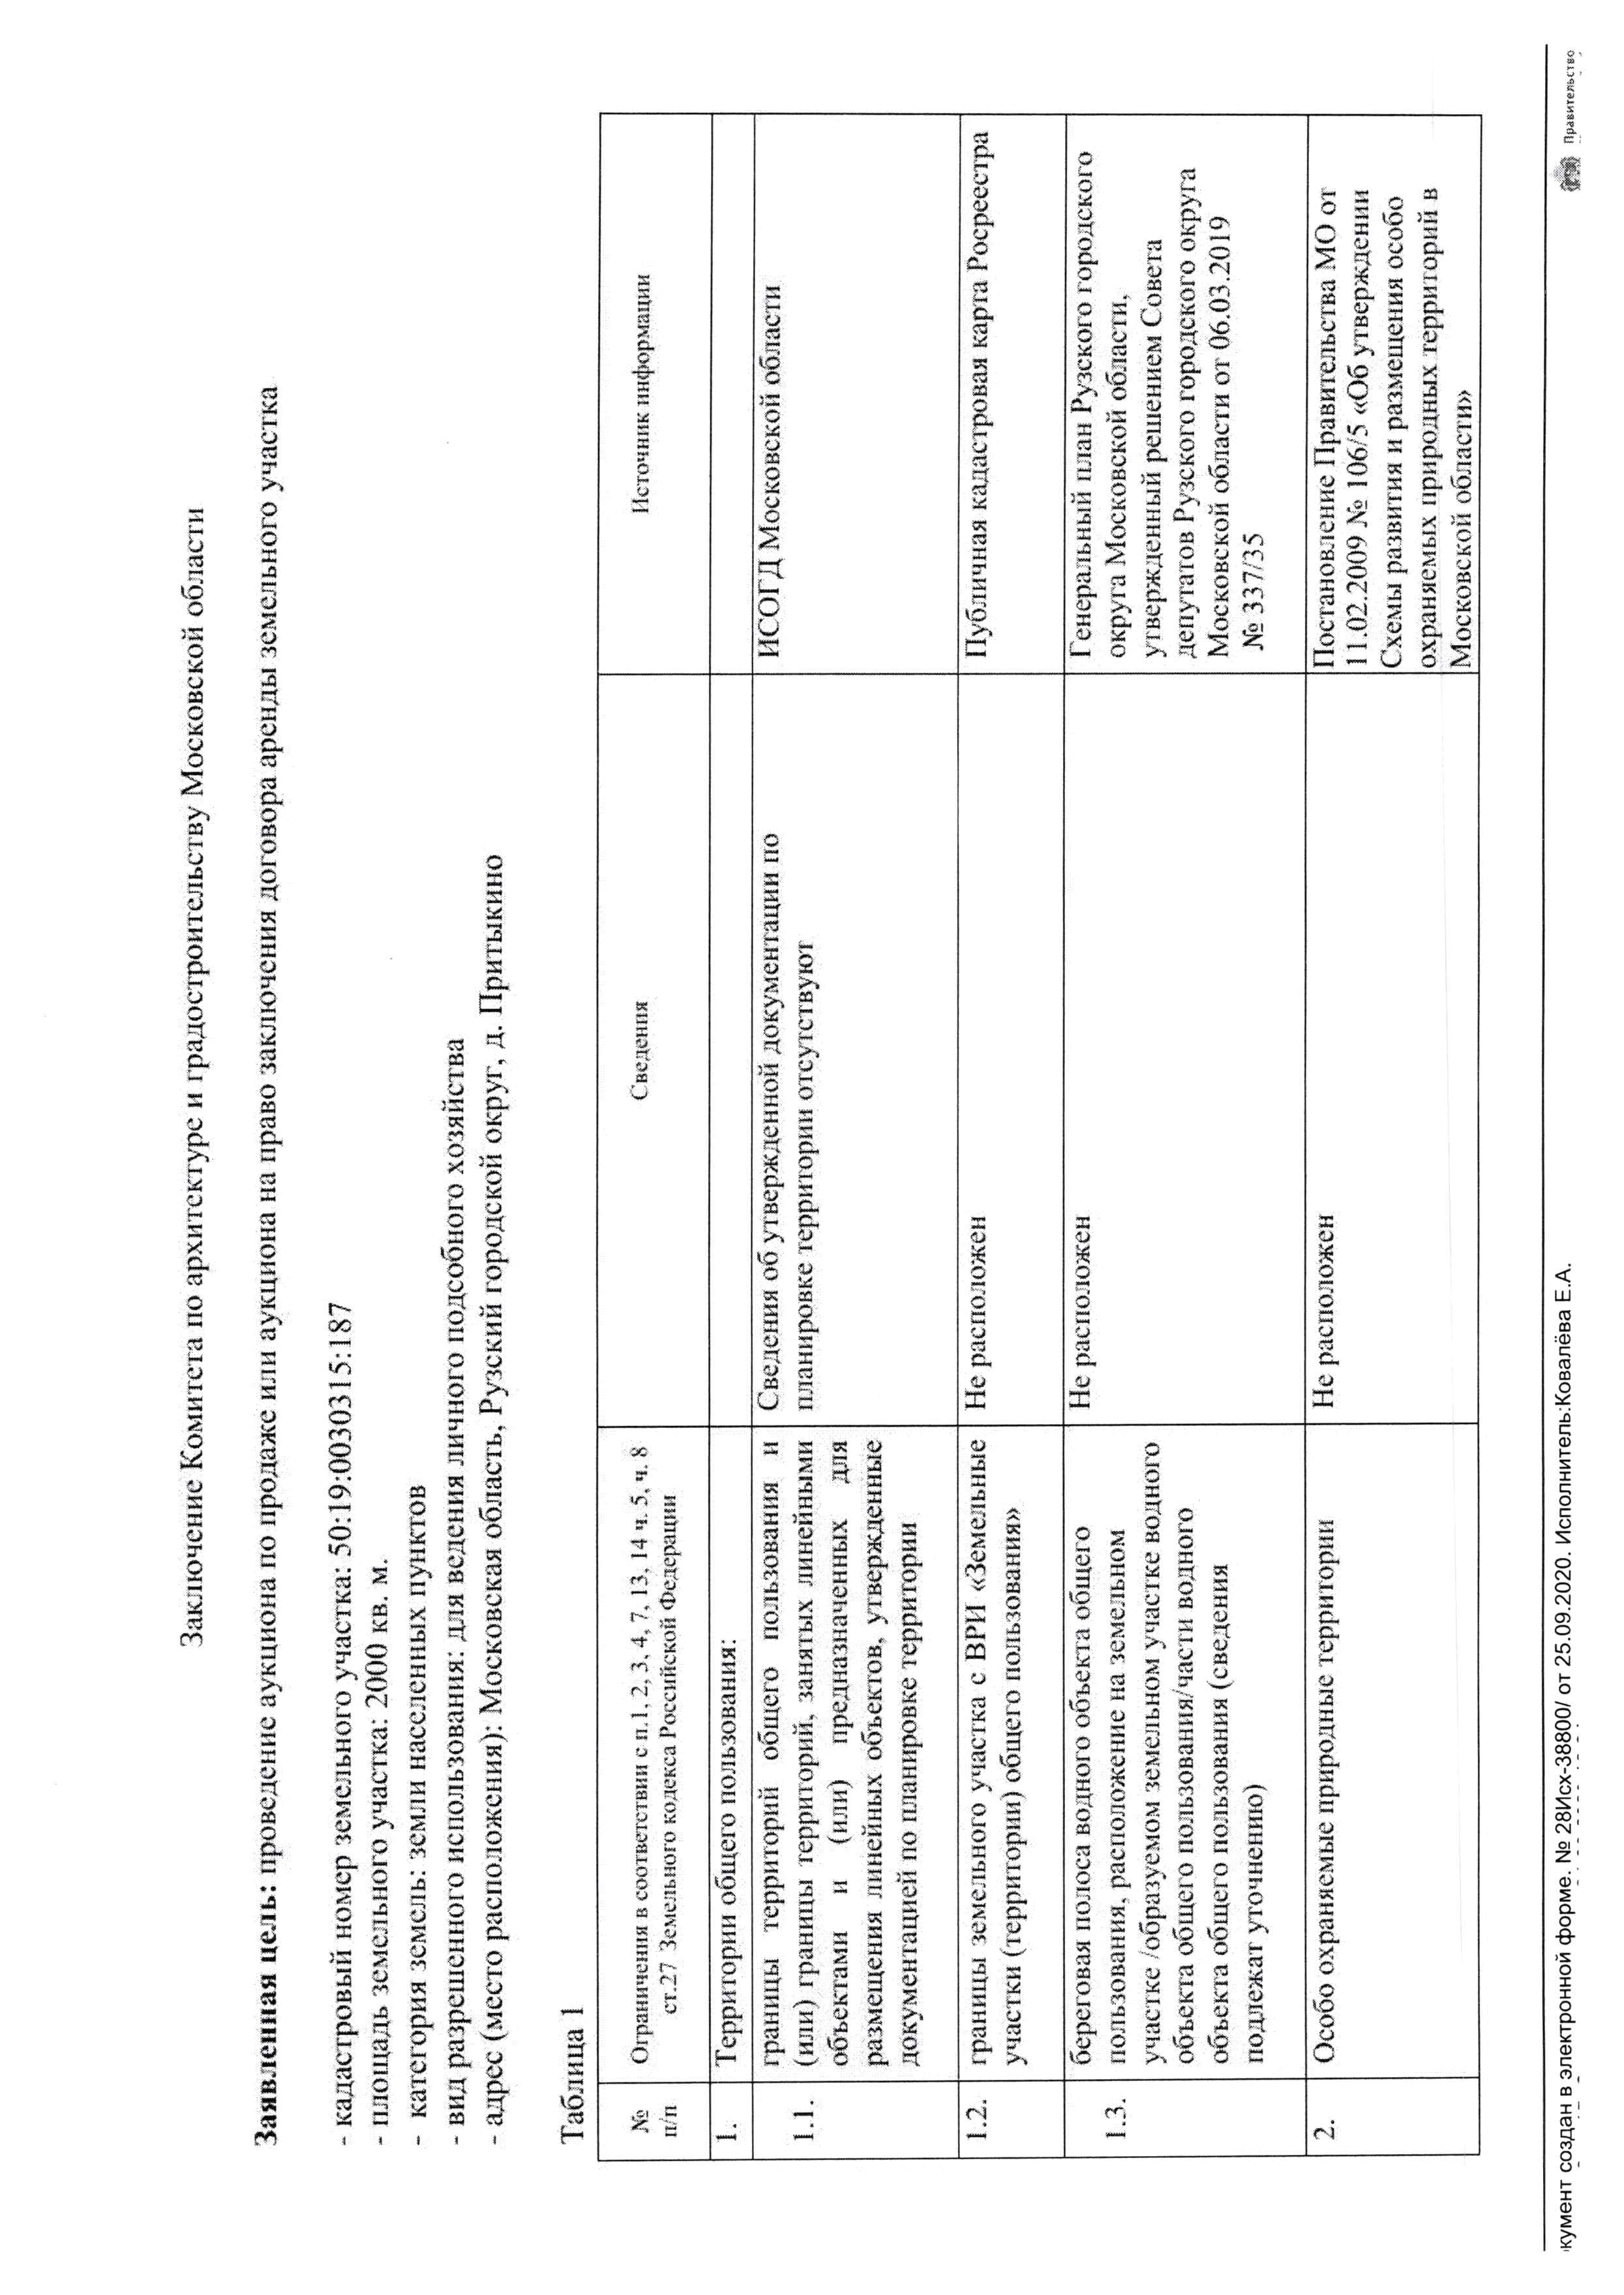 Заключение Комитета по архитектуре и градостроительству Московской области
Заявленная цель: проведение аукциона по продаже или аукциона на право заключения договора аренды земельного участка
- кадастровый номер земельного участка: 50:19:0030315:187
- площадь земельного участка: 2000 кв. м.
- категория земель: земли населенных пунктов
- вид разрешенного использования: для ведения личного подсобного хозяйства
- адрес (место расположения): Московская область, Рузский городской округ, д. Притыкино
Таблица 1
№
п/п
Ограничения в соответствии с п.1, 2, 3, 4, 7, 13, 14 ч. 5, ч. 8
ст.27 Земельного кодекса Российской Федерации
Сведения
Источник информации
1.
Территории общего пользования:
1.1.
границы территорий общего пользования и
(или) границы территорий, занятых линейными
объектами и (или) предназначенных для
размещения линейных объектов, утвержденные
документацией по планировке территории
Сведения об утвержденной документации по
планировке территории отсутствуют
ИСОГД Московской области
1.2.
границы земельного участка с ВРИ «Земельные
участки (территории) общего пользования»
Не расположен
Публичная кадастровая карта Росреестра
1.3.
береговая полоса водного объекта общего
пользования, расположение на земельном
участке /образуемом земельном участке водного
объекта общего пользования/части водного
объекта общего пользования (сведения
подлежат уточнению)
Не расположен
Генеральный план Рузского городского
округа Московской области,
утвержденный решением Совета
депутатов Рузского городского округа
Московской области от 06.03.2019
№ 337/35
2.
Особо охраняемые природные территории
Не расположен
Постановление Правительства МО от
11.02.2009 № 106/5 «Об утверждении
Схемы развития и размещения особо
охраняемых природных территорий в
Московской области»
кумент создан в электронной форме. № 28Исх-38800/ от 25.09.2020. Исполнитель:Ковалёва Е.А.
Правительство